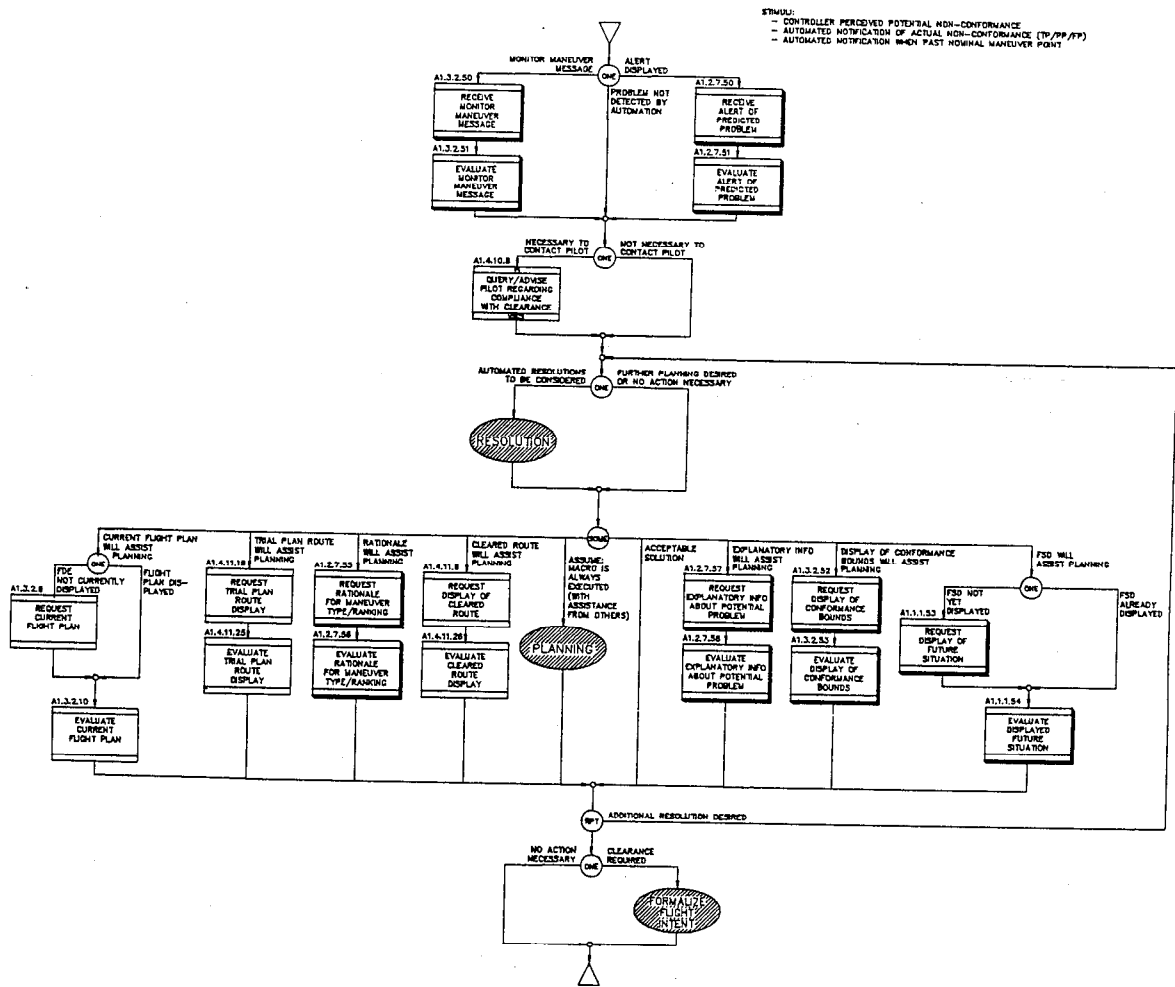 STIMULI:
- CONTROLLER PERCEIVED POTENTIAL NON-CONFORMANCE
- AUTOMATED NOTIFICATION OF ACTUAL NON-CONFORMANCE (TP/PP/FP)
- AUTOMATED NOTIFICATION WHEN PAST NOMINAL MANEUVER POINT
MONITOR MANEUVER
MESSAGE
ONE
ALERT
DISPLAYED
PROBLEM NOT
DETECTED BY
AUTOMATION
A1.3.2.50
RECEIVE
MONITOR
MANEUVER
MESSAGE
A1.2.7.50
RECEIVE
ALERT OF
PREDICTED
PROBLEM
A1.3.2.51
EVALUATE
MONITOR
MANEUVER
MESSAGE
A1.2.7.51
EVALUATE
ALERT OF
PREDICTED
PROBLEM
NECESSARY TO
CONTACT PILOT
ONE
NOT NECESSARY TO
CONTACT PILOT
A1.4.10.8
QUERY/ADVISE
PILOT REGARDING
COMPLIANCE
WITH CLEARANCE
AUTOMATED RESOLUTIONS
TO BE CONSIDERED
ONE
FURTHER PLANNING DESIRED
OR NO ACTION NECESSARY
RESOLUTION
SOME
CURRENT FLIGHT PLAN
WILL ASSIST
PLANNING
ONE
FDE
NOT CURRENTLY
DISPLAYED
FLIGHT
PLAN DIS-
PLAYED
A1.3.2.8
REQUEST
CURRENT
FLIGHT PLAN
A1.3.2.10
EVALUATE
CURRENT
FLIGHT PLAN
TRIAL PLAN ROUTE
WILL ASSIST
PLANNING
A1.4.11.18
REQUEST
TRIAL PLAN
ROUTE
DISPLAY
A1.4.11.25
EVALUATE
TRIAL PLAN
ROUTE
DISPLAY
RATIONALE
WILL ASSIST
PLANNING
A1.2.7.55
REQUEST
RATIONALE
FOR MANEUVER
TYPE/RANKING
A1.2.7.56
EVALUATE
RATIONALE
FOR MANEUVER
TYPE/RANKING
CLEARED ROUTE
WILL ASSIST
PLANNING
A1.4.11.8
REQUEST
DISPLAY OF
CLEARED
ROUTE
A1.4.11.26
EVALUATE
CLEARED
ROUTE
DISPLAY
ASSUME:
MACRO IS
ALWAYS
EXECUTED
(WITH
ASSISTANCE
FROM OTHERS)
PLANNING
ACCEPTABLE
SOLUTION
EXPLANATORY INFO
WILL ASSIST
PLANNING
A1.2.7.57
REQUEST
EXPLANATORY INFO
ABOUT POTENTIAL
PROBLEM
A1.2.7.58
EVALUATE
EXPLANATORY INFO
ABOUT POTENTIAL
PROBLEM
DISPLAY OF CONFORMANCE
BOUNDS WILL ASSIST
PLANNING
A1.3.2.52
REQUEST
DISPLAY OF
CONFORMANCE
BOUNDS
A1.3.2.53
EVALUATE
DISPLAY OF
CONFORMANCE
BOUNDS
FSD WILL
ASSIST PLANNING
ONE
FSD NOT
YET
DISPLAYED
FSD
ALREADY
DISPLAYED
A1.1.1.53
REQUEST
DISPLAY OF
FUTURE
SITUATION
A1.1.1.54
EVALUATE
DISPLAYED
FUTURE
SITUATION
RPT
ADDITIONAL RESOLUTION DESIRED
NO ACTION
NECESSARY
ONE
CLEARANCE
REQUIRED
FORMALIZE
FLIGHT
INTENT